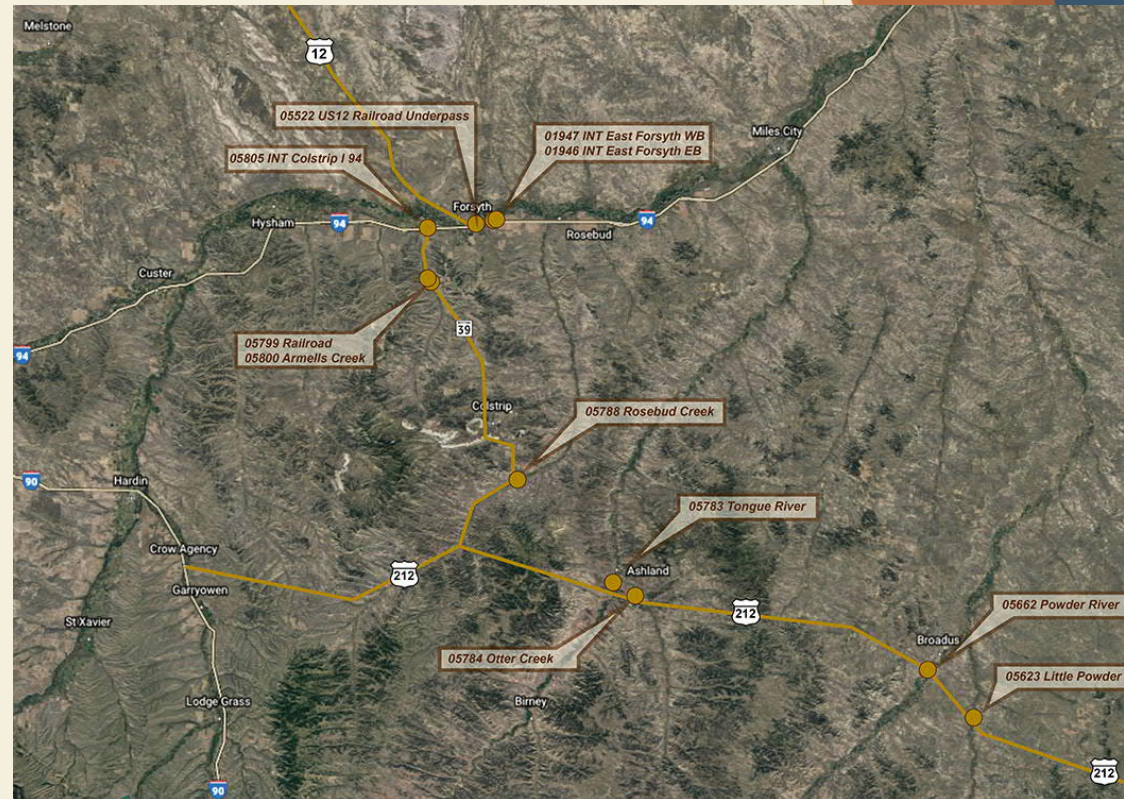 Melstone
12
05522 US12 Railroad Underpass
01947 INT East Forsyth WB
01946 INT East Forsyth EB
Miles City
05805 INT Colstrip I 94
Forsyth
Hysham
94
94
Rosebud
Custer
39
05799 Railroad
05800 Armells Creek
94
Colstrip
05788 Rosebud Creek
90
Hardin
05783 Tongue River
Crow Agency
212
Ashland
Garryowen
212
05662 Powder River
St Xavier
Broadus
05784 Otter Creek
05623 Little Powder
Lodge Grass
Birney
212
90